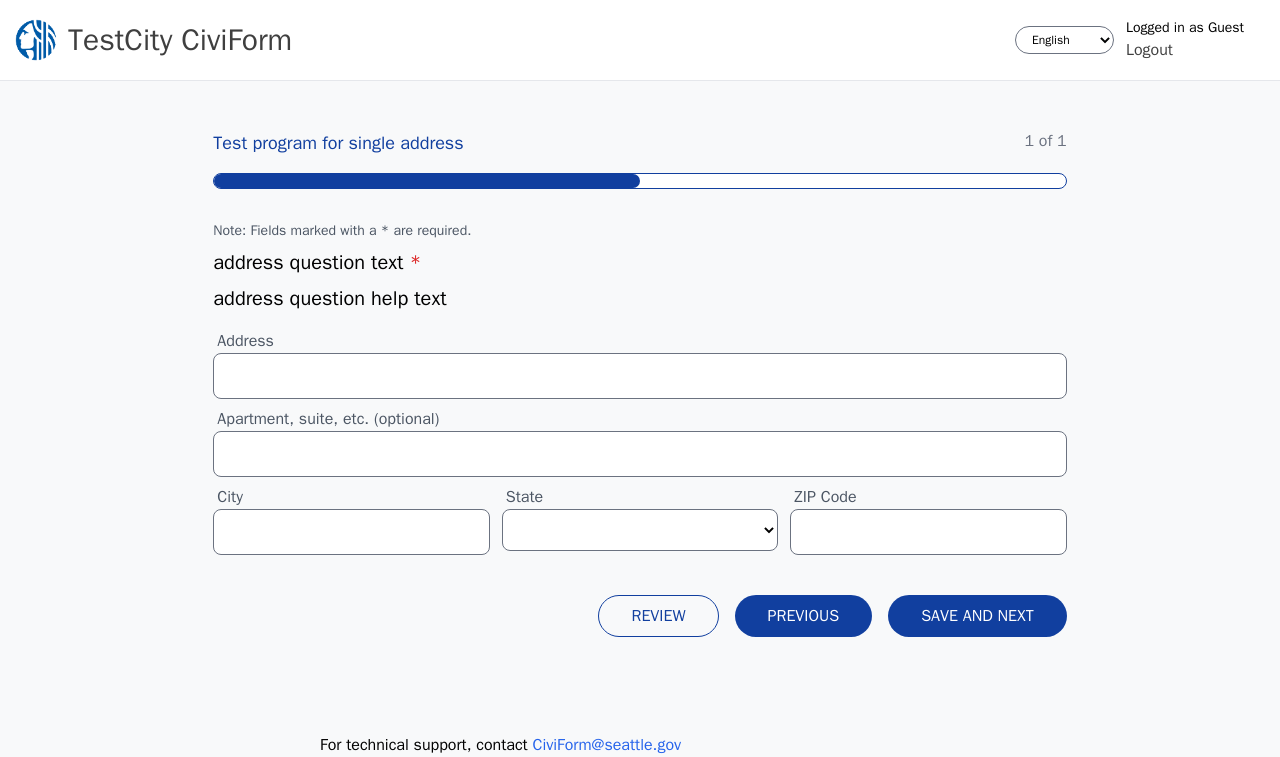 TestCity CiviForm
English
Logged in as Guest
Logout
Test program for single address
1 of 1
Note: Fields marked with a * are required.
address question text *
address question help text
Address
Apartment, suite, etc. (optional)
City State ZIP Code
REVIEW PREVIOUS SAVE AND NEXT
For technical support, contact CiviForm@seattle.gov